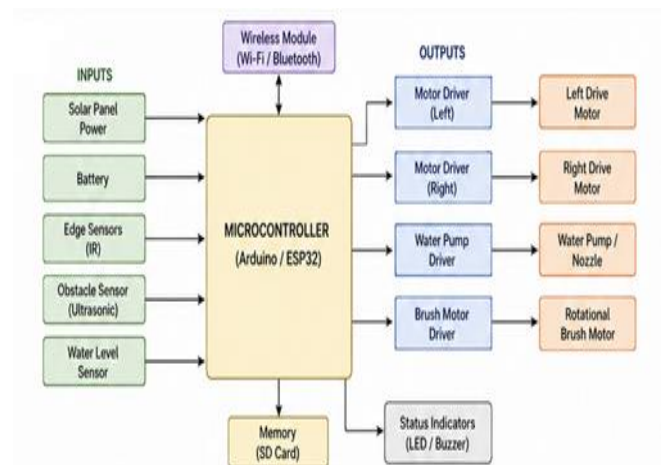 Wireless Module
(Wi-Fi / Bluetooth)
INPUTS
OUTPUTS
Solar Panel
Power
Battery
Edge Sensors
(IR)
Obstacle Sensor
(Ultrasonic)
Water Level
Sensor
MICROCONTROLLER
(Arduino / ESP32)
Motor Driver
(Left)
Left Drive
Motor
Motor Driver
(Right)
Right Drive
Motor
Water Pump
Driver
Water Pump /
Nozzle
Brush Motor
Driver
Rotational
Brush Motor
Memory
(SD Card)
Status Indicators
(LED / Buzzer)